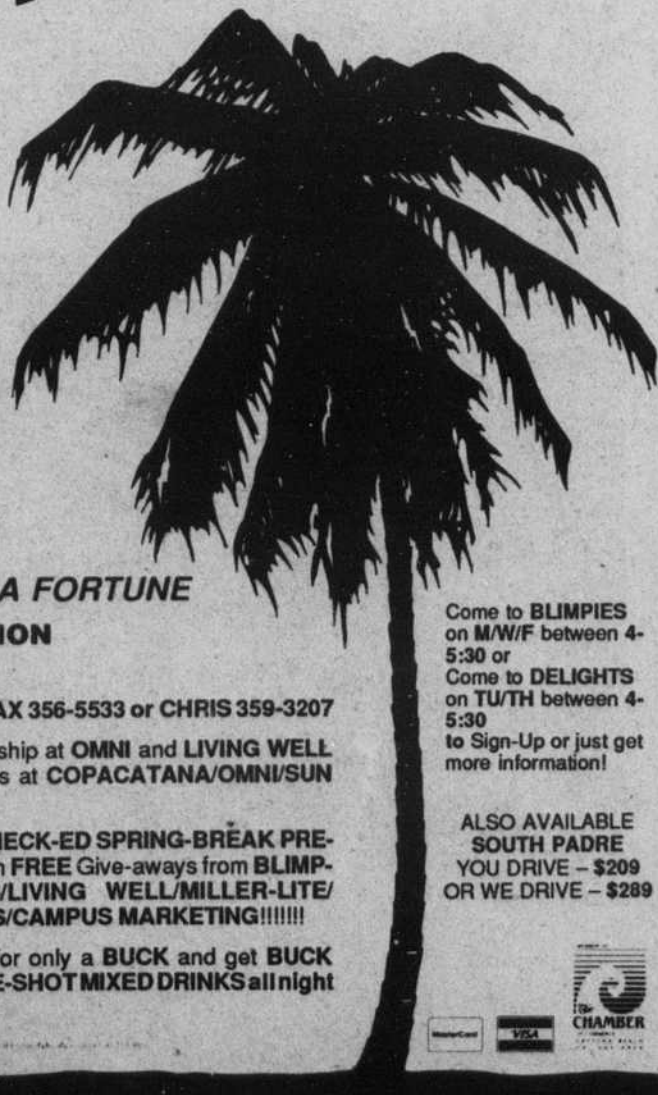 A FORTUNE
ION
AX 356-5533 or CHRIS 359-3207
ship at OMNI and LIVING WELL
s at COPACATANA/OMNI/SUN
HECK-ED SPRING-BREAK PRE-
n FREE Give-aways from BLIMP-
/LIVING WELL/MILLER-LITE/
S/CAMPUS MARKETING!!!!!!!
or only a BUCK and get BUCK
E-SHOT MIXED DRINKS all night
Come to BLIMPIES
on M/W/F between 4-
5:30 or
Come to DELIGHTS
on TU/TH between 4-
5:30
to Sign-Up or just get
more information!
ALSO AVAILABLE
SOUTH PADRE
YOU DRIVE – $209
OR WE DRIVE – $289
MasterCard
VISA
The
CHAMBER